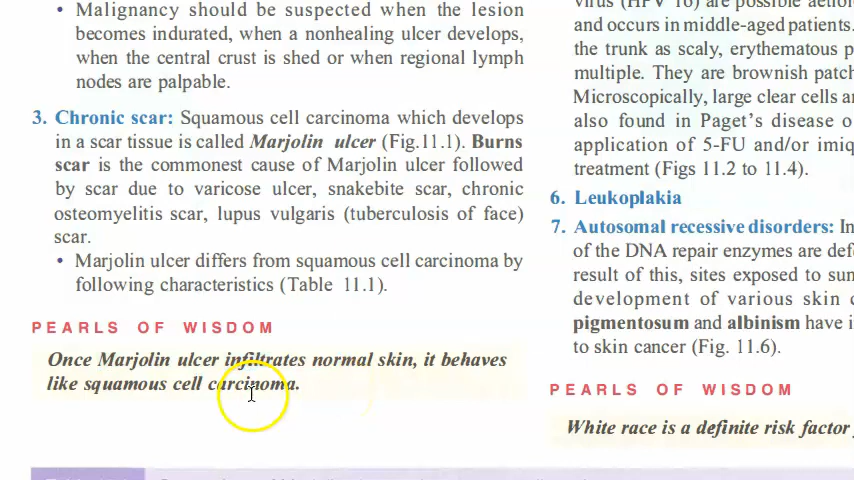 • Malignancy should be suspected when the lesion
becomes indurated, when a nonhealing ulcer develops,
when the central crust is shed or when regional lymph
nodes are palpable.
3. Chronic scar: Squamous cell carcinoma which develops
in a scar tissue is called Marjolin ulcer (Fig.11.1). Burns
scar is the commonest cause of Marjolin ulcer followed
by scar due to varicose ulcer, snakebite scar, chronic
osteomyelitis scar, lupus vulgaris (tuberculosis of face)
scar.
• Marjolin ulcer differs from squamous cell carcinoma by
following characteristics (Table 11.1).
PEARLS OF WISDOM
Once Marjolin ulcer infiltrates normal skin, it behaves
like squamous cell carcinoma.
virus (HPV 16) are possible
and occurs in middle-aged patients.
the trunk as scaly, erythematous
multiple. They are brownish
Microscopically, large clear cells
also found in Paget's disease
application of 5-FU and/or
treatment (Figs 11.2 to 11.4).
6. Leukoplakia
7. Autosomal recessive disorders:
of the DNA repair enzymes are
result of this, sites exposed to
development of various skin
pigmentosum and albinism have
to skin cancer (Fig. 11.6).
PEARLS OF WISDOM
White race is a definite risk factor